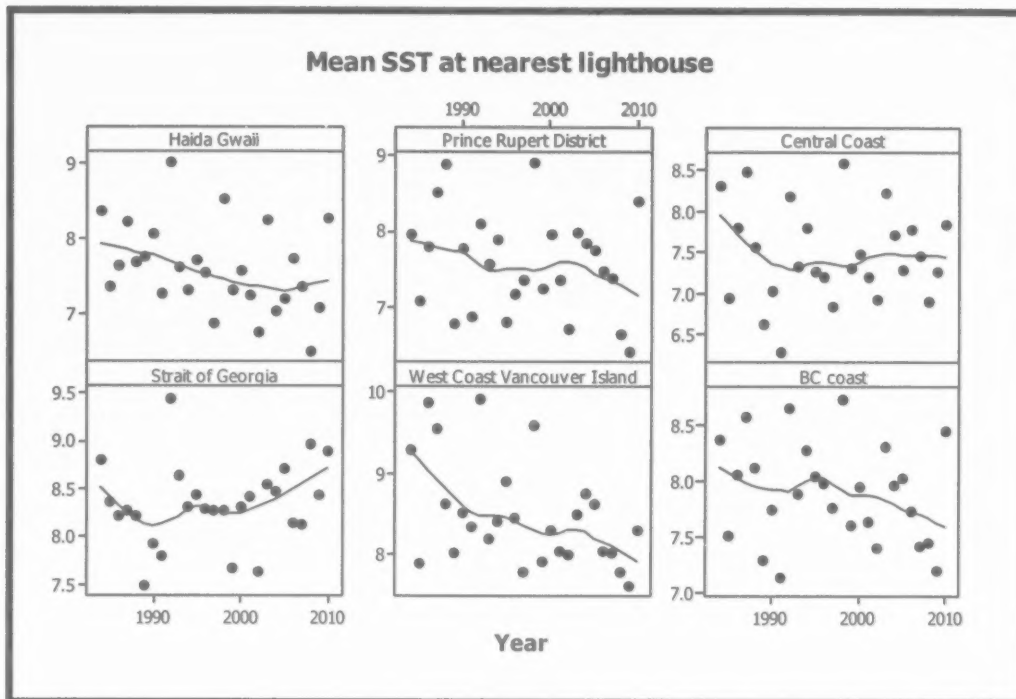 Mean SST at nearest lighthouse
1990 2000 2010
Haida Gwaii Prince Rupert District Central Coast
9 9 8.5
8 8 8.0
7.5
7 7 7.0
6.5
Strait of Georgia West Coast Vancouver Island BC coast
9.5 10 8.5
9.0
8.5 9 8.0
8.0 8 7.5
7.5 7.0
1990 2000 2010 1990 2000 2010
Year